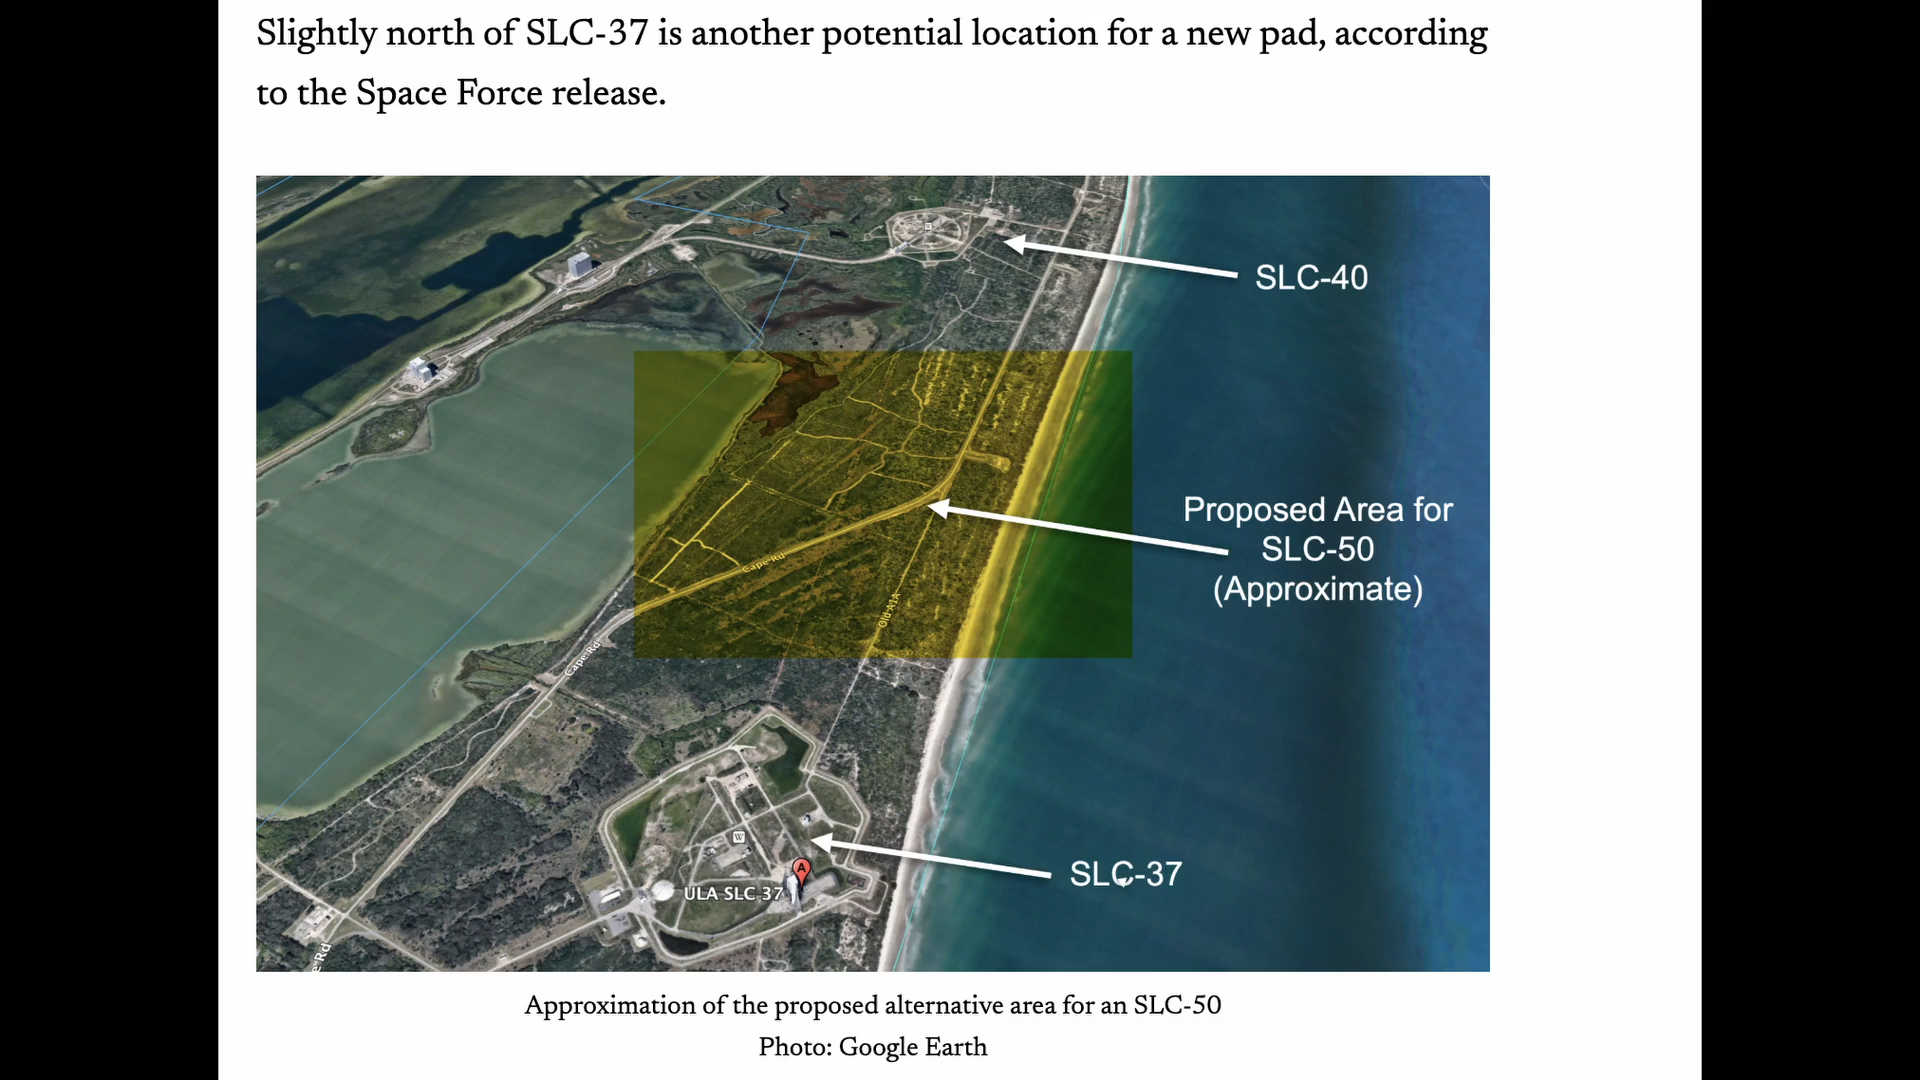 Slightly north of SLC-37 is another potential location for a new pad, according
to the Space Force release.
SLC-40
Proposed Area for
SLC-50
(Approximate)
Cape Rd
Old A1A
Cape Rd
W
SLC-37
A
ULA SLC 37
e Rd
Approximation of the proposed alternative area for an SLC-50
Photo: Google Earth